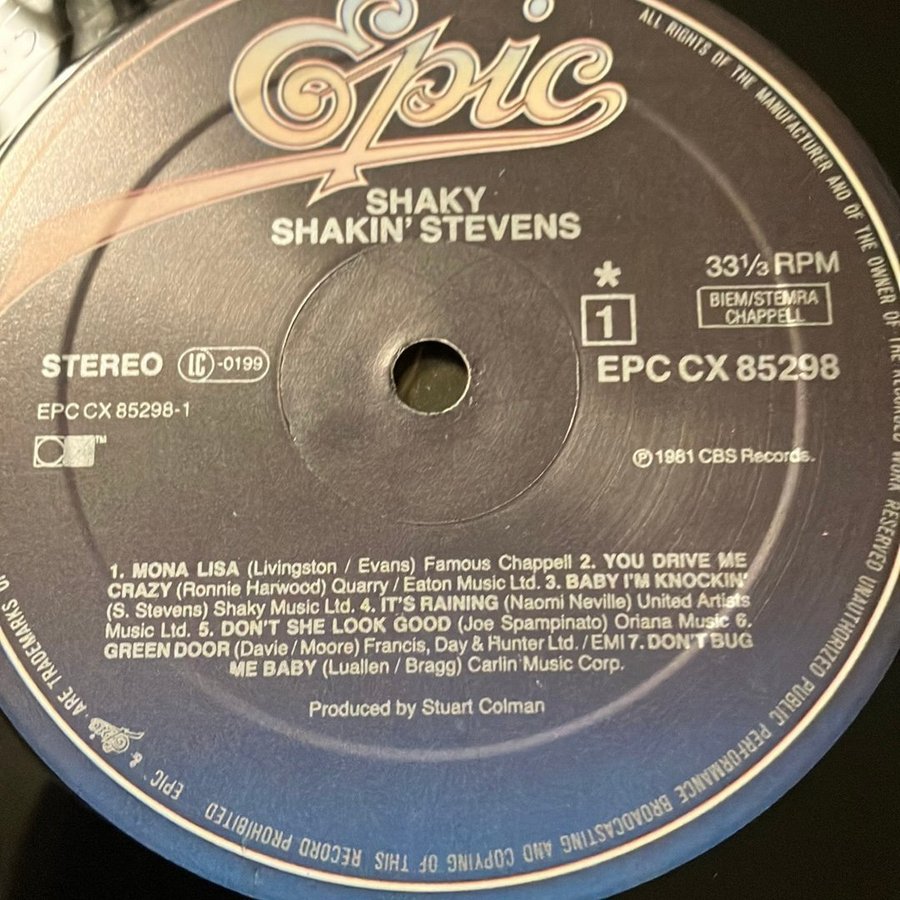 Epic
SHAKY
SHAKIN' STEVENS
*
1
33⅓ RPM
BIEM/STEMRA
CHAPPELL
EPC CX 85298
STEREO LC-0199
EPC CX 85298-1
TM
Ⓟ 1981 CBS Records.
1. MONA LISA (Livingston / Evans) Famous Chappell 2. YOU DRIVE ME
CRAZY (Ronnie Harwood) Quarry / Eaton Music Ltd. 3. BABY I'M KNOCKIN'
(S. Stevens) Shaky Music Ltd. 4. IT'S RAINING (Naomi Neville) United Artists
Music Ltd. 5. DON'T SHE LOOK GOOD (Joe Spampinato) Oriana Music 6.
GREEN DOOR (Davie / Moore) Francis, Day & Hunter Ltd. / EMI 7. DON'T BUG
ME BABY (Luallen / Bragg) Carlin Music Corp.
Produced by Stuart Colman
ALL RIGHTS OF THE MANUFACTURER AND OF THE OWNER OF THE RECORDED WORK RESERVED UNAUTHORIZED PUBLIC PERFORMANCE BROADCASTING AND COPYING OF THIS RECORD PROHIBITED
EPIC & Epic ARE TRADEMARKS